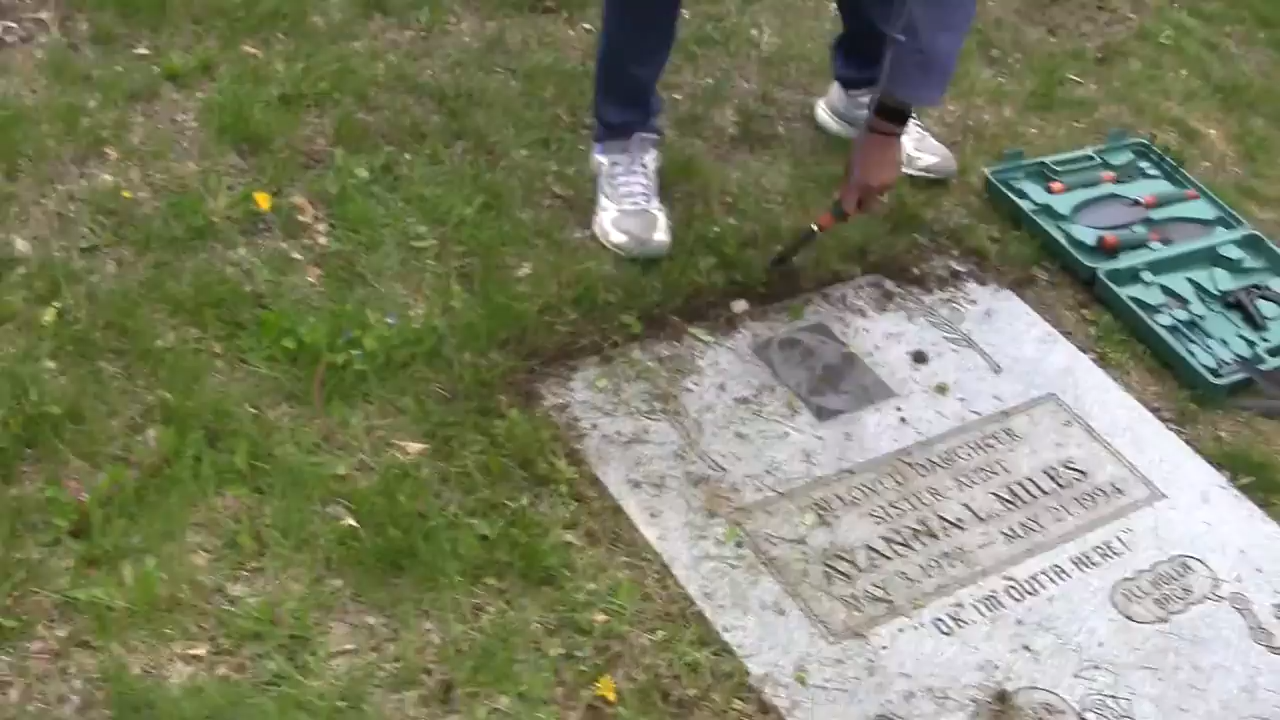 BELOVED DAUGHTER
SISTER AUNT
AYANNA L. MILES
MAY 21, 1994
"OK, I'M OUTTA HERE!"